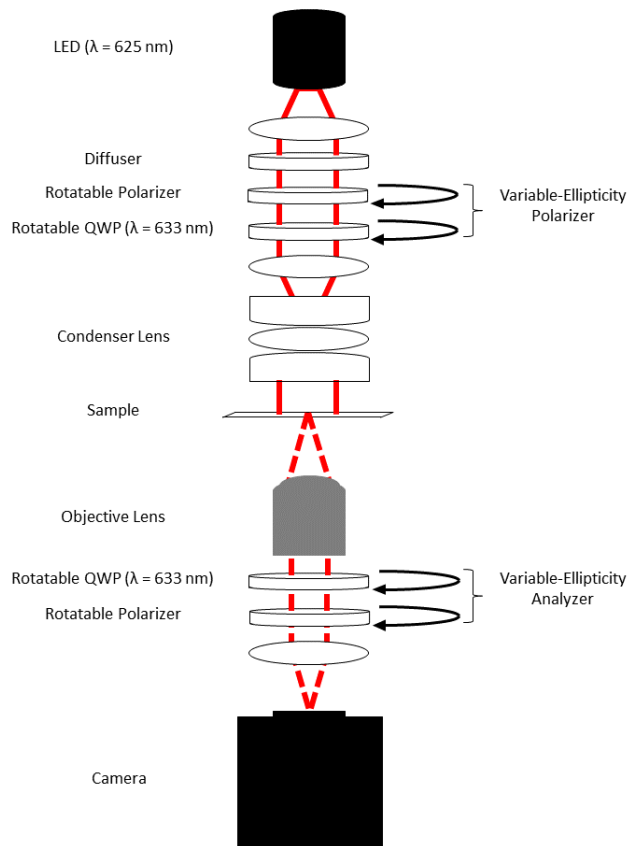 LED (λ = 625 nm)
Diffuser
Rotatable Polarizer
Rotatable QWP (λ = 633 nm)
Variable-Ellipticity
Polarizer
Condenser Lens
Sample
Objective Lens
Rotatable QWP (λ = 633 nm)
Rotatable Polarizer
Variable-Ellipticity
Analyzer
Camera